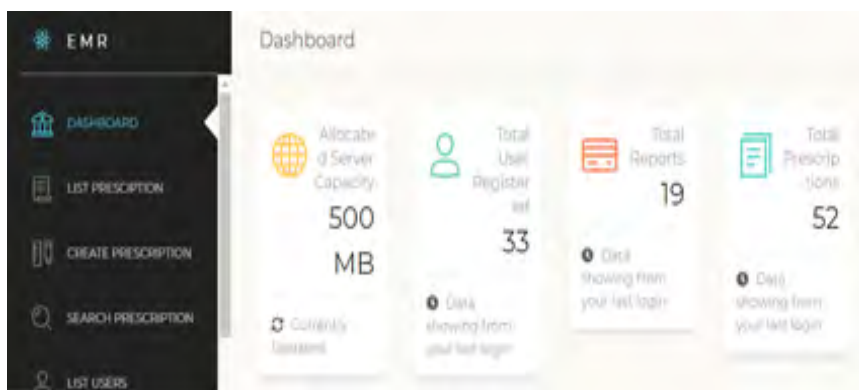 EMR
Dashboard
DASHBOARD
LIST PRESCIPTION
CREATE PRESCRIPTION
SEARCH PRESCRIPTION
LIST USERS
Allocate
d Server
Capacity
500
MB
Currently
Total
User
Register
ed
33
Data
showing from
your last login
Total
Reports
19
Data
showing from
your last login
Total
Prescrip
tions
52
Data
showing from
your last login